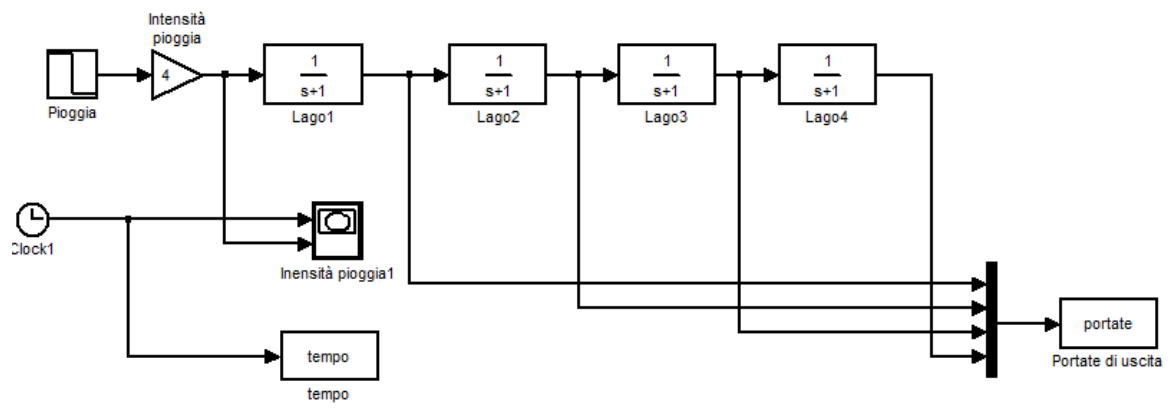 Intensità
pioggia
4
1
s+1
1
s+1
1
s+1
1
s+1
Pioggia
Lago1
Lago2
Lago3
Lago4
Clock1
Inensità pioggia1
tempo
tempo
portate
Portate di uscita